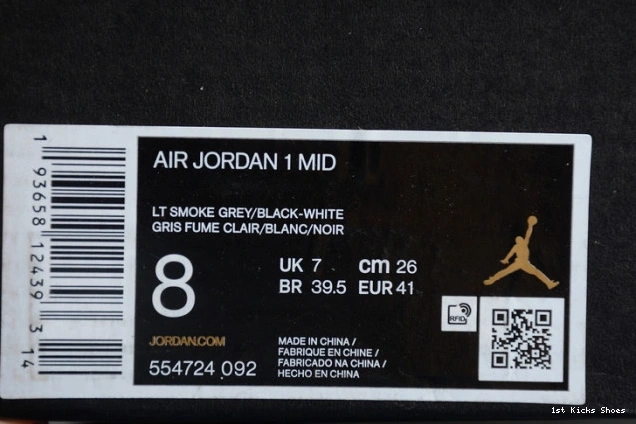 AIR JORDAN 1 MID
LT SMOKE GREY/BLACK-WHITE
GRIS FUME CLAIR/BLANC/NOIR
8
UK 7 cm 26
BR 39.5 EUR 41
RFID
JORDAN.COM
554724 092
MADE IN CHINA /
FABRIQUE EN CHINE /
FABRICADO NA CHINA /
HECHO EN CHINA
1 93658 12439 3 14
1st Kicks Shoes